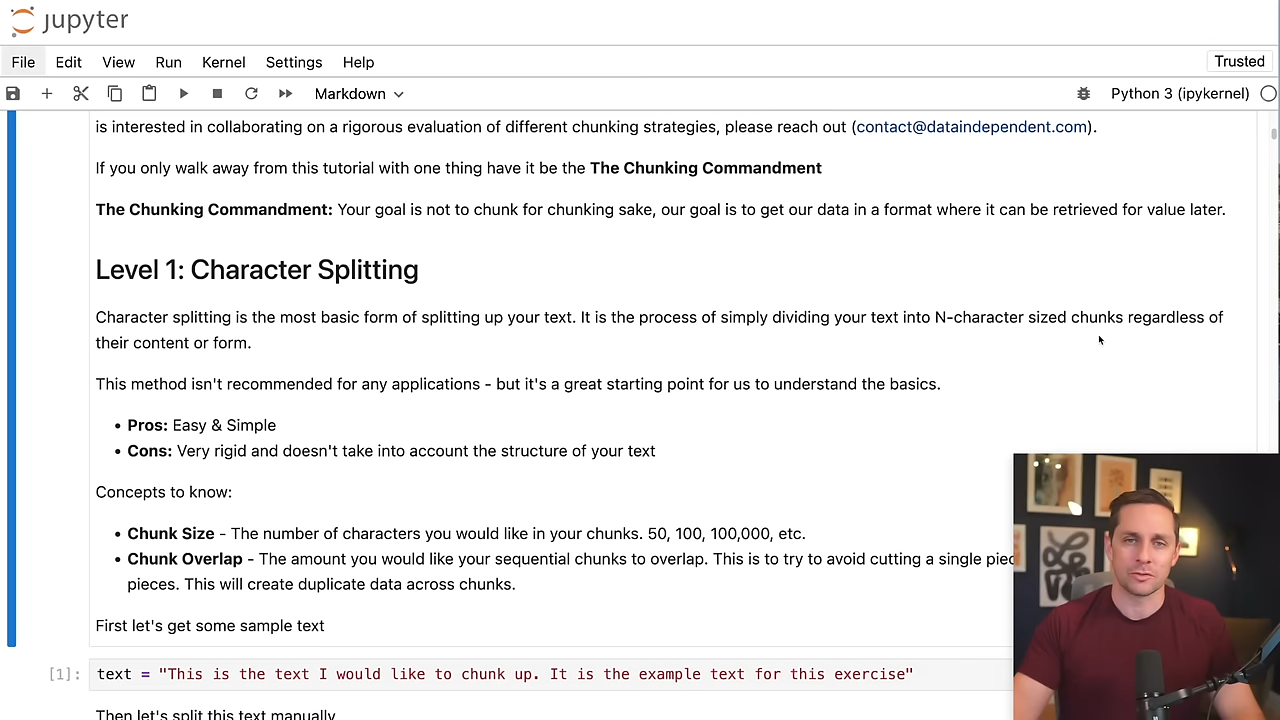 jupyter
File Edit View Run Kernel Settings Help Trusted
Markdown Python 3 (ipykernel)
is interested in collaborating on a rigorous evaluation of different chunking strategies, please reach out (contact@dataindependent.com).
If you only walk away from this tutorial with one thing have it be the The Chunking Commandment
The Chunking Commandment: Your goal is not to chunk for chunking sake, our goal is to get our data in a format where it can be retrieved for value later.
Level 1: Character Splitting
Character splitting is the most basic form of splitting up your text. It is the process of simply dividing your text into N-character sized chunks regardless of
their content or form.
This method isn't recommended for any applications - but it's a great starting point for us to understand the basics.
• Pros: Easy & Simple
• Cons: Very rigid and doesn't take into account the structure of your text
Concepts to know:
• Chunk Size - The number of characters you would like in your chunks. 50, 100, 100,000, etc.
• Chunk Overlap - The amount you would like your sequential chunks to overlap. This is to try to avoid cutting a single
pieces. This will create duplicate data across chunks.
First let's get some sample text
[1]: text = "This is the text I would like to chunk up. It is the example text for this exercise"
Then let's split this text manually